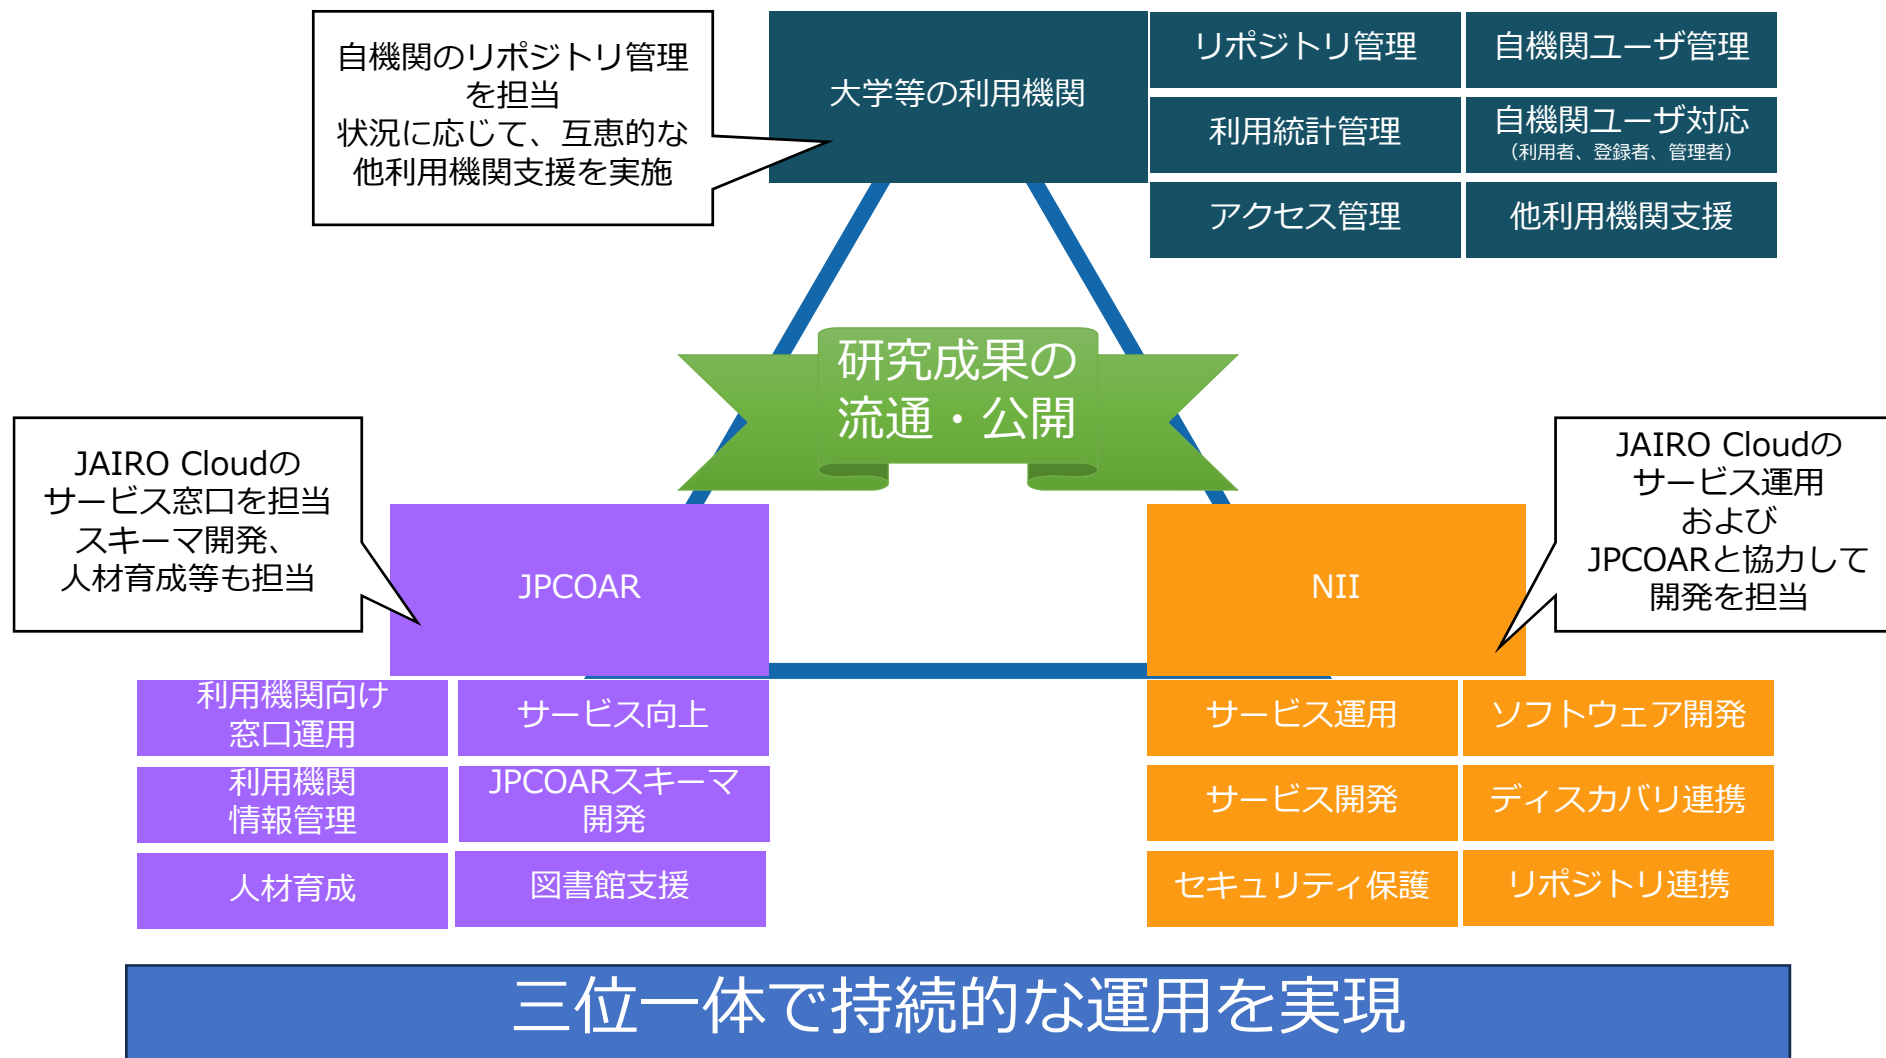 自機関のリポジトリ管理
を担当
状況に応じて、互恵的な
他利用機関支援を実施
大学等の利用機関
リポジトリ管理
自機関ユーザ管理
利用統計管理
自機関ユーザ対応
（利用者、登録者、管理者）
アクセス管理
他利用機関支援
研究成果の
流通・公開
JAIRO Cloudの
サービス窓口を担当
スキーマ開発、
人材育成等も担当
JPCOAR
NII
JAIRO Cloudの
サービス運用
および
JPCOARと協力して
開発を担当
利用機関向け
窓口運用
サービス向上
利用機関
情報管理
JPCOARスキーマ
開発
人材育成
図書館支援
サービス運用
ソフトウェア開発
サービス開発
ディスカバリ連携
セキュリティ保護
リポジトリ連携
三位一体で持続的な運用を実現